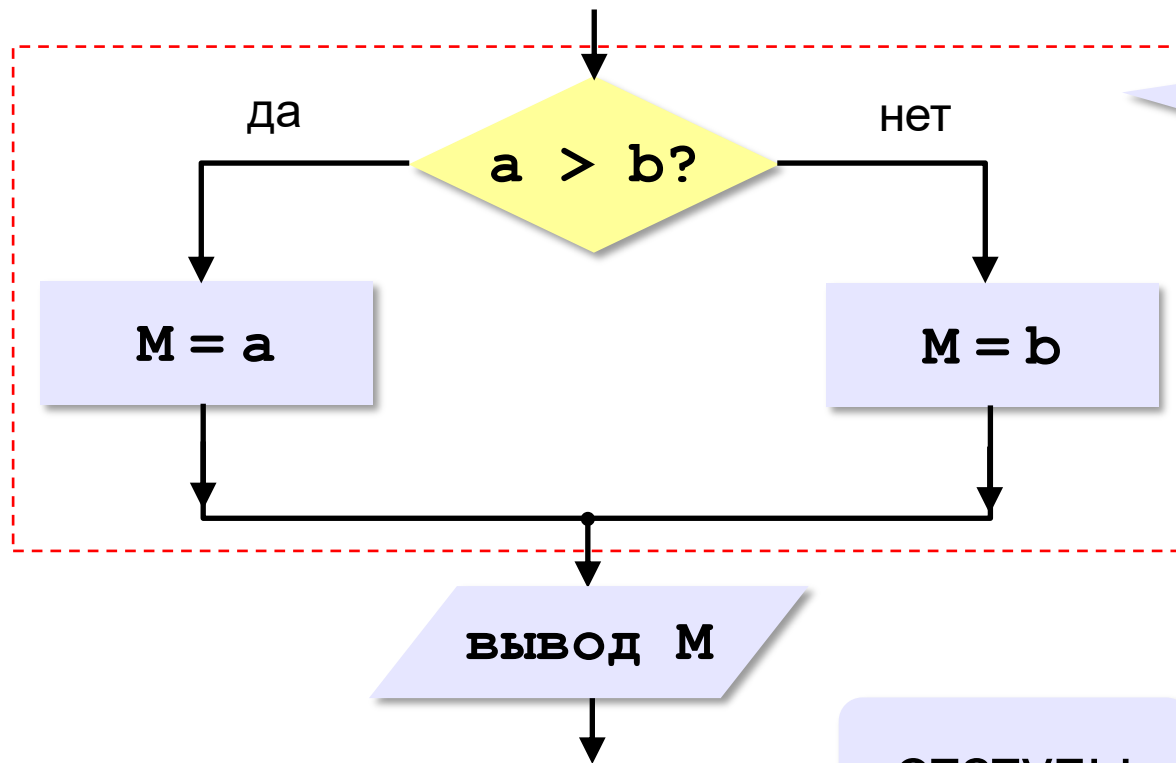 да
нет
a > b?
M = a
M = b
вывод M